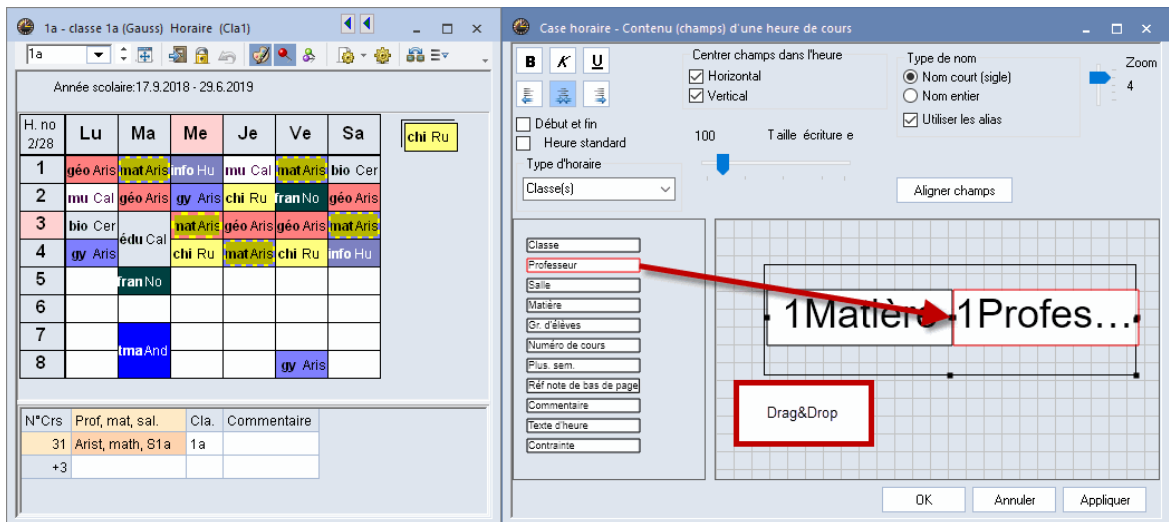 1a - classe 1a (Gauss) Horaire (Cla1)
1a
Année scolaire:17.9.2018 - 29.6.2019
H. no 2/28 Lu Ma Me Je Ve Sa
chi Ru
1 géo Aris mat Aris info Hu mu Cal mat Aris bio Cer
2 mu Cal géo Aris gy Aris chi Ru fran No géo Aris
3 bio Cer édu Cal mat Aris géo Aris géo Aris mat Aris
4 gy Aris chi Ru mat Aris chi Ru info Hu
5 fran No
6
7 tma And
8 gy Aris
N°Crs Prof, mat, sal. Cla. Commentaire
31 Arist, math, S1a 1a
+3
Case horaire - Contenu (champs) d'une heure de cours
B K U
Centrer champs dans l'heure
Horizontal
Vertical
Type de nom
Nom court (sigle)
Nom entier
Utiliser les alias
Zoom
4
Début et fin
Heure standard
Type d'horaire
Classe(s)
100 Taille écriture e
Aligner champs
Classe
Professeur
Salle
Matière
Gr. d'élèves
Numéro de cours
Plus. sem.
Réf note de bas de page
Commentaire
Texte d'heure
Contrainte
1Matière 1Profes...
Drag&Drop
OK Annuler Appliquer